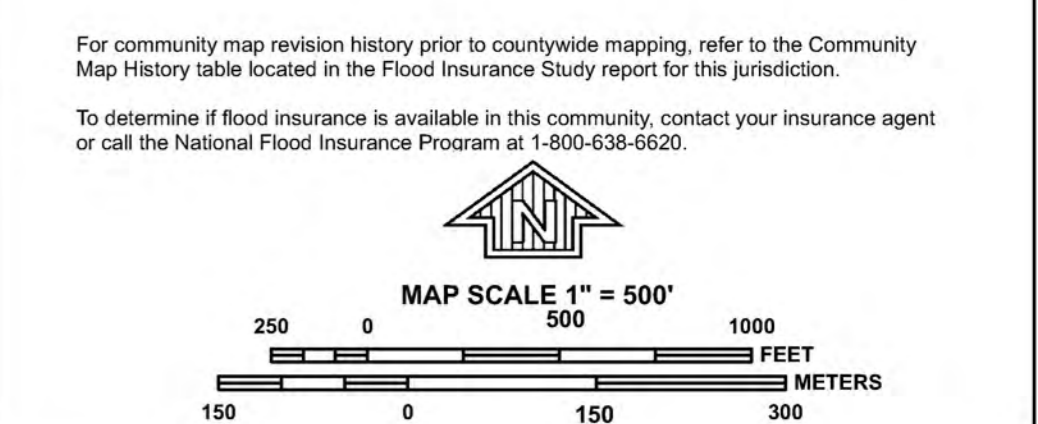 For community map revision history prior to countywide mapping, refer to the Community
Map History table located in the Flood Insurance Study report for this jurisdiction.
To determine if flood insurance is available in this community, contact your insurance agent
or call the National Flood Insurance Program at 1-800-638-6620.
N
MAP SCALE 1" = 500'
250 0 500 1000
FEET
METERS
150 0 150 300